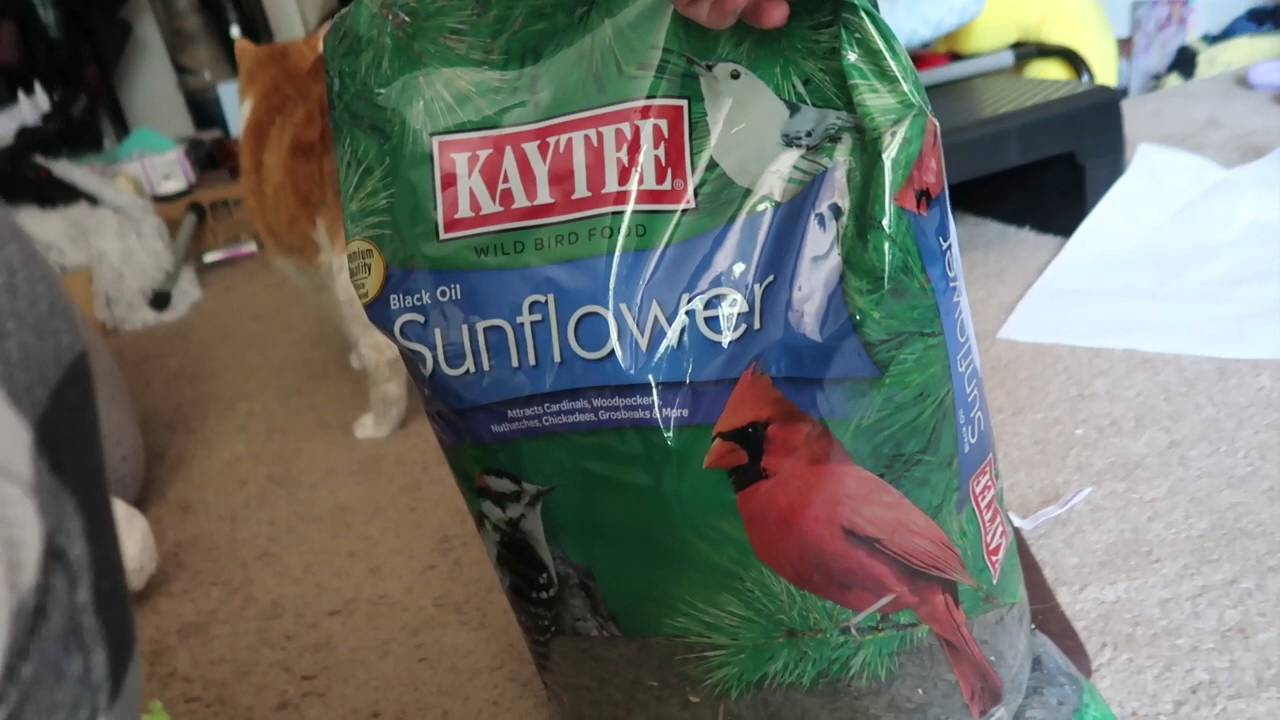 KAYTEE®
WILD BIRD FOOD
Black Oil
Sunflower
Attracts Cardinals, Woodpeckers,
Nuthatches, Chickadees, Grosbeaks & More
Sunflower
KAYTEE